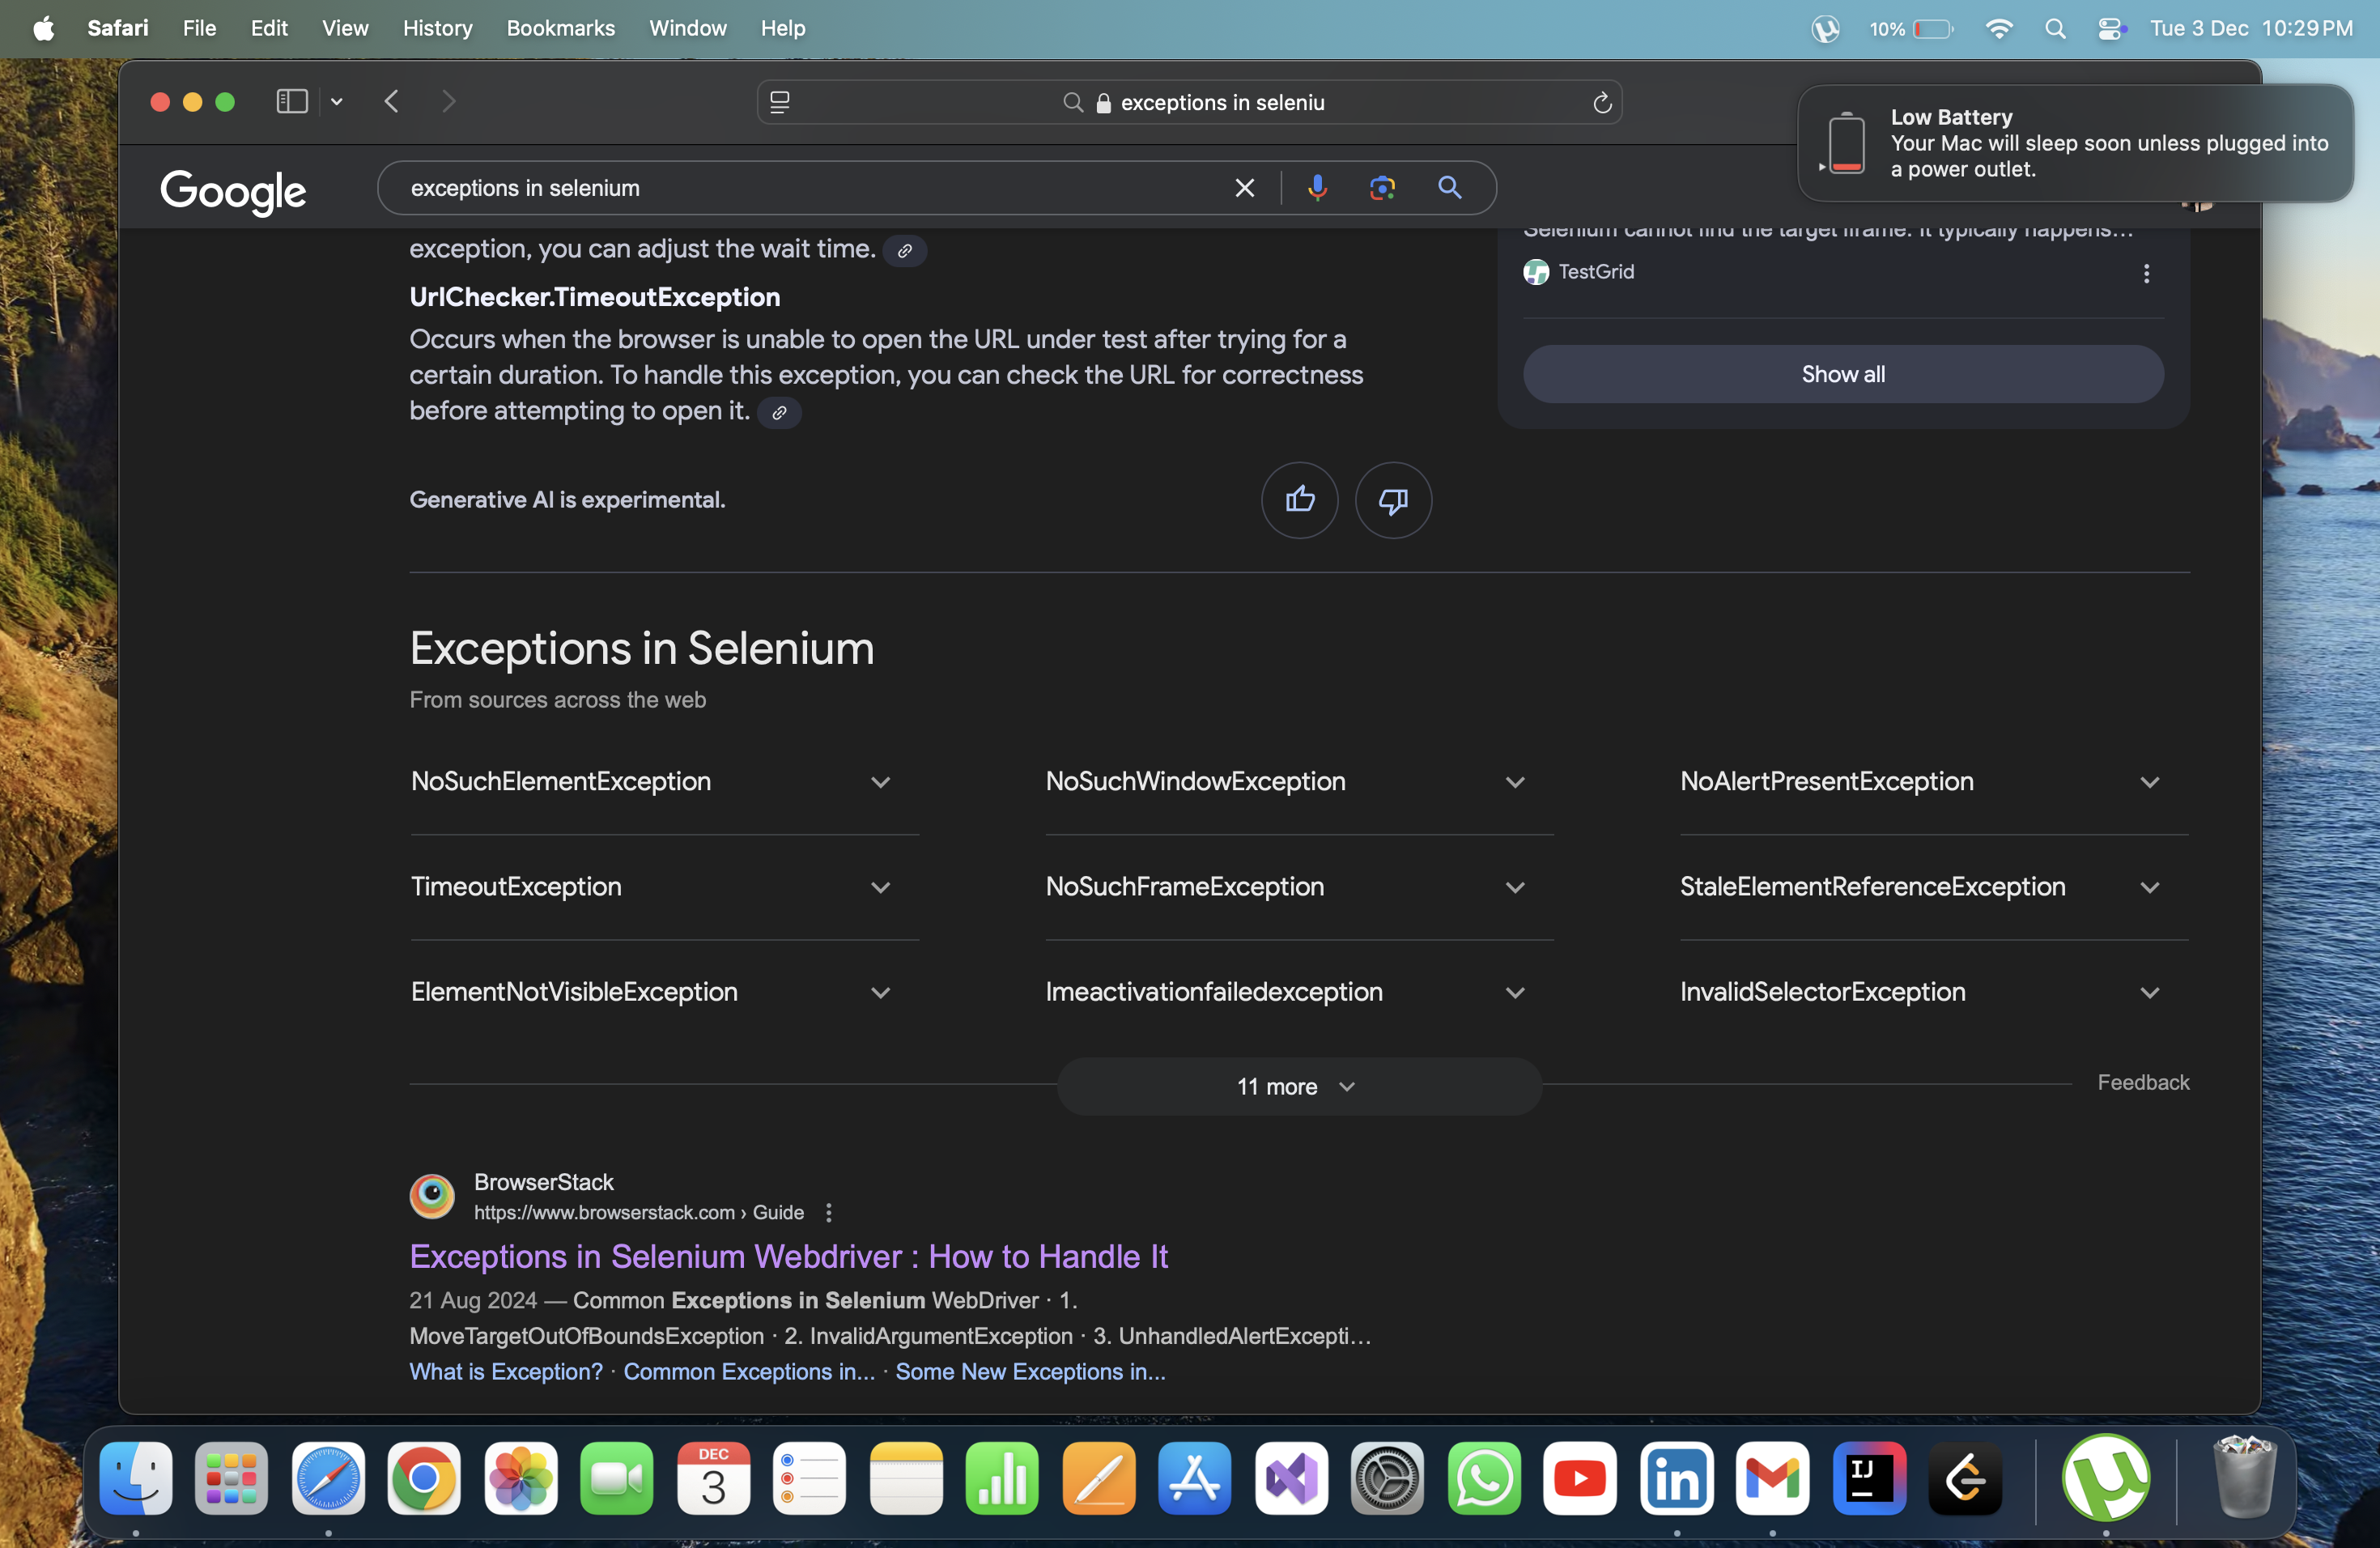 Safari File Edit View History Bookmarks Window Help
10% Tue 3 Dec 10:29 PM
exceptions in seleniu
Low Battery
Your Mac will sleep soon unless plugged into
a power outlet.
Google
exceptions in selenium
exception, you can adjust the wait time.
UrlChecker.TimeoutException
Occurs when the browser is unable to open the URL under test after trying for a
certain duration. To handle this exception, you can check the URL for correctness
before attempting to open it.
Selenium cannot find the target iframe. It typically happens...
TestGrid
Show all
Generative AI is experimental.
Exceptions in Selenium
From sources across the web
NoSuchElementException
NoSuchWindowException
NoAlertPresentException
TimeoutException
NoSuchFrameException
StaleElementReferenceException
ElementNotVisibleException
Imeactivationfailedexception
InvalidSelectorException
11 more
Feedback
BrowserStack
https://www.browserstack.com › Guide
Exceptions in Selenium Webdriver : How to Handle It
21 Aug 2024 — Common Exceptions in Selenium WebDriver · 1.
MoveTargetOutOfBoundsException · 2. InvalidArgumentException · 3. UnhandledAlertExcepti...
What is Exception? · Common Exceptions in... · Some New Exceptions in...
DEC
3
in
IJ